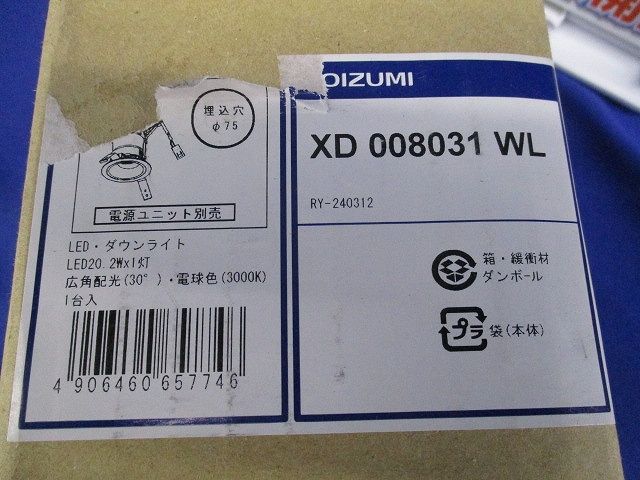 OIZUMI
XD 008031 WL
RY-240312
埋込穴
φ75
電源ユニット別売
LED・ダウンライト
LED20.2Wx1灯
広角配光(30°)・電球色(3000K)
1台入
4 906460 657746
箱・緩衝材
ダンボール
プラ
袋(本体)